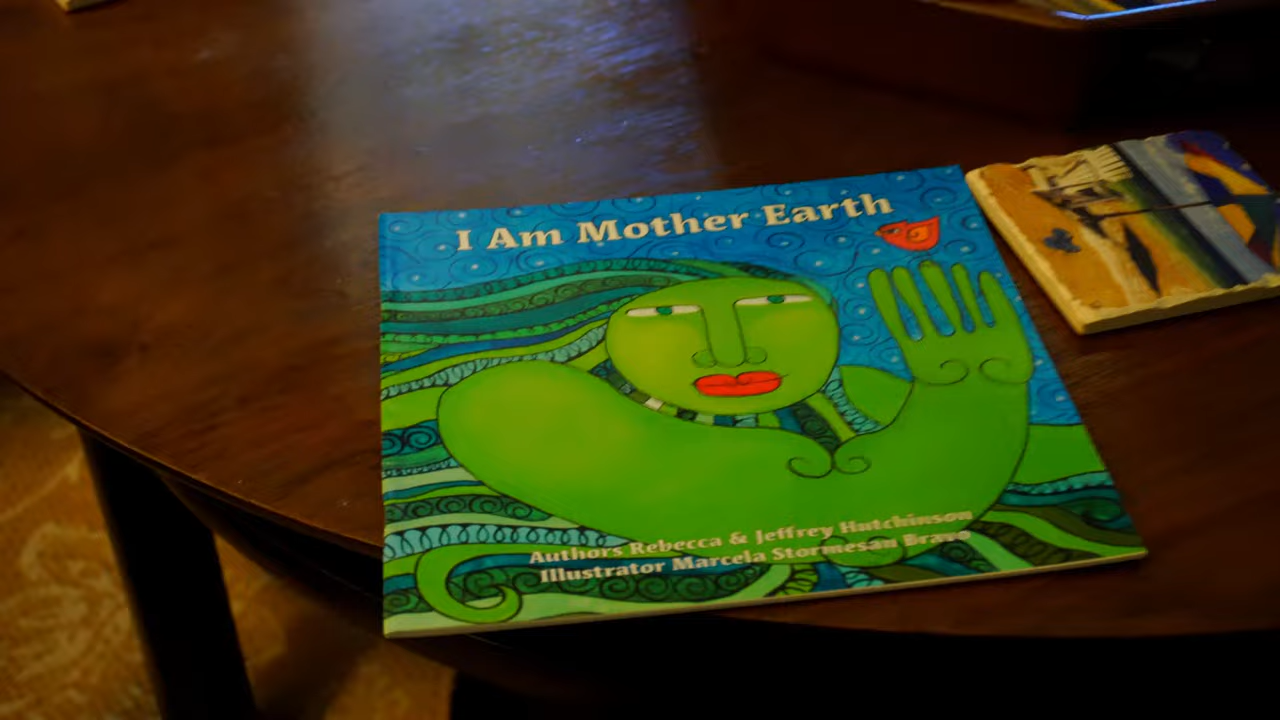 I Am Mother Earth
Authors Rebecca & Jeffrey Hutchinson
Illustrator Marcela Stormesan Bravo